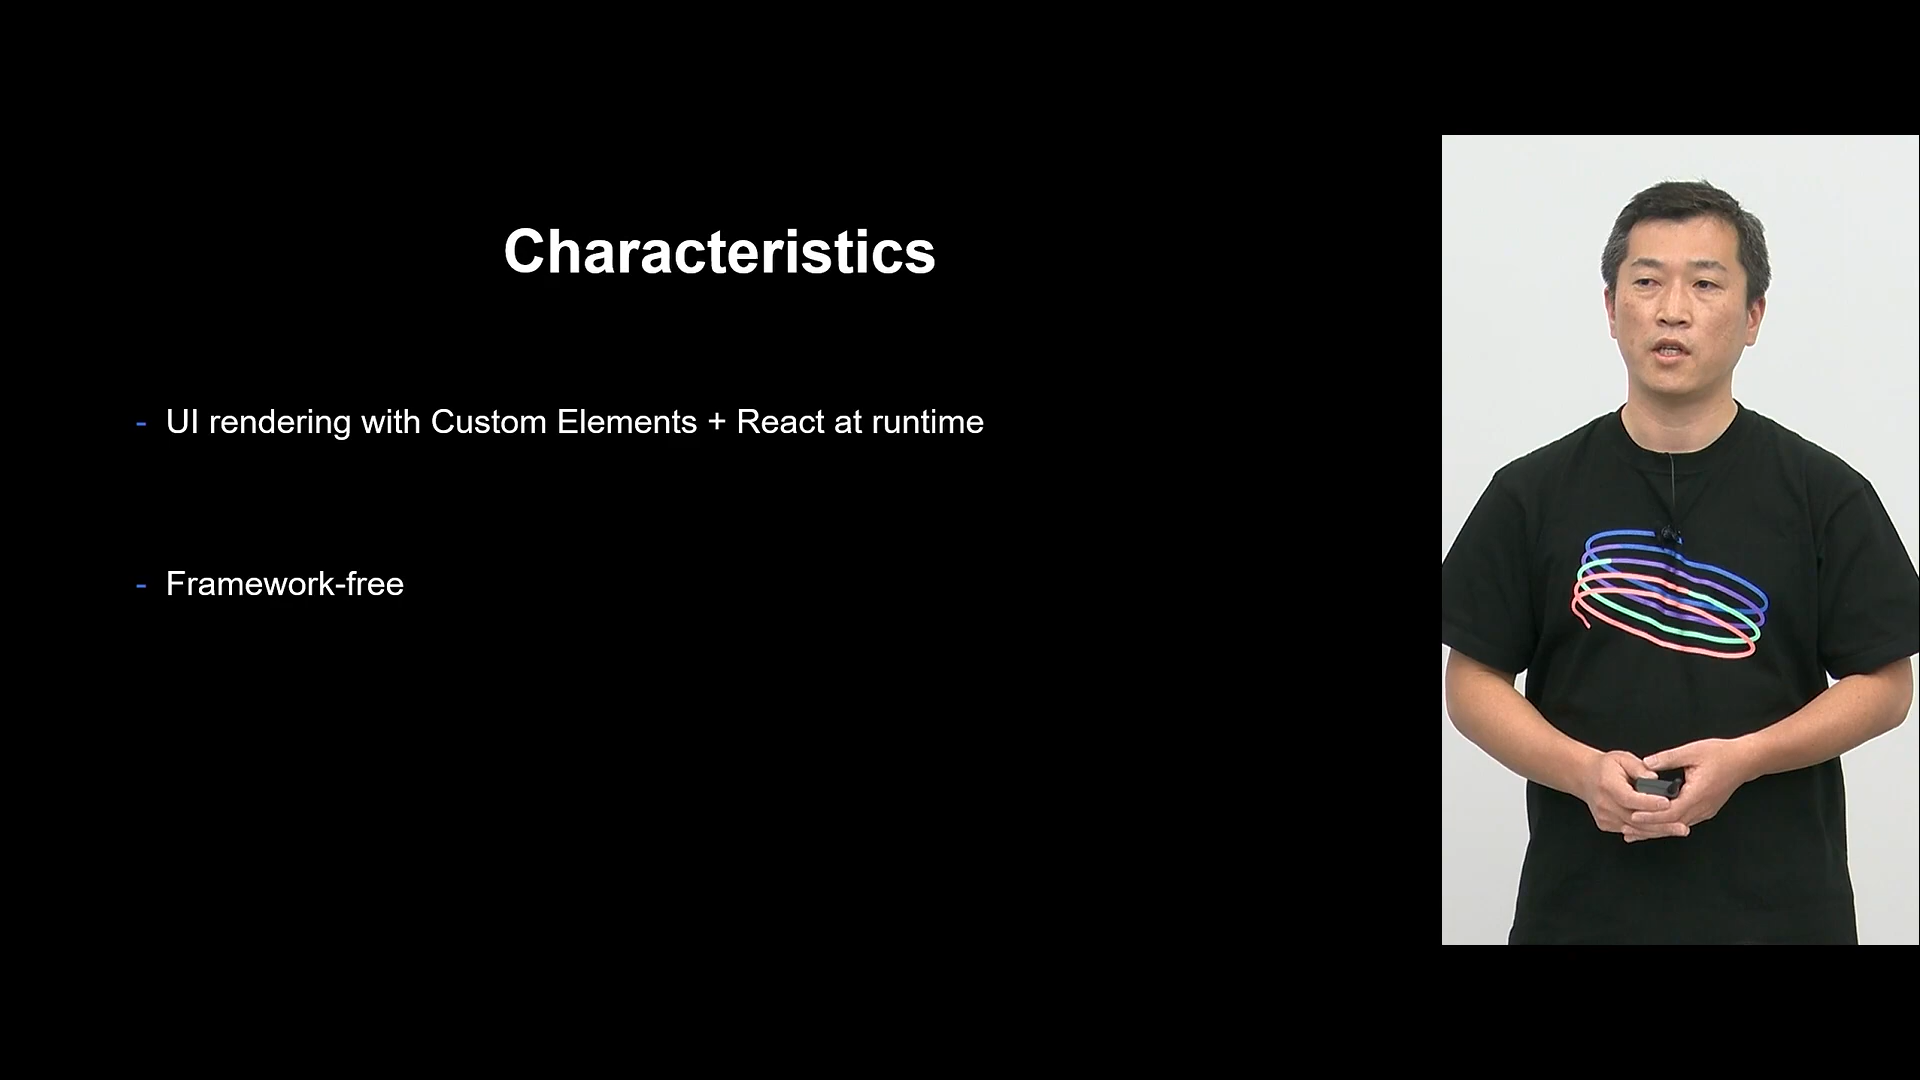 Characteristics
- UI rendering with Custom Elements + React at runtime
- Framework-free